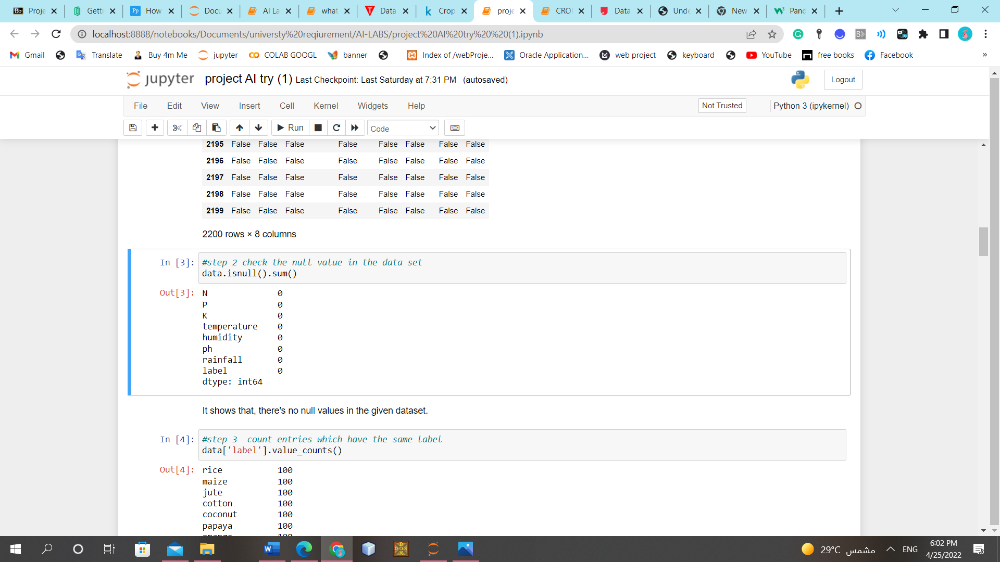 Proje
Getti
How
Docu
AI La
what
Data
Crop
proje
CROP
Data
Unde
New
Pand
localhost:8888/notebooks/Documents/universty%20reqiurement/AI-LABS/project%20AI%20try%20%20(1).ipynb
Gmail
Translate
Buy 4m Me
jupyter
COLAB GOOGL
banner
Index of /webProje...
Oracle Application...
web project
keyboard
YouTube
free books
Facebook
»
jupyter project AI try (1) Last Checkpoint: Last Saturday at 7:31 PM (autosaved)
Logout
File Edit View Insert Cell Kernel Widgets Help
Not Trusted
Python 3 (ipykernel)
Run
Code
2195 False False False False False False False False
2196 False False False False False False False False
2197 False False False False False False False False
2198 False False False False False False False False
2199 False False False False False False False False
2200 rows × 8 columns
In [3]: #step 2 check the null value in the data set
data.isnull().sum()
Out[3]: N 0
P 0
K 0
temperature 0
humidity 0
ph 0
rainfall 0
label 0
dtype: int64
It shows that, there's no null values in the given dataset.
In [4]: #step 3  count entries which have the same label
data['label'].value_counts()
Out[4]: rice 100
maize 100
jute 100
cotton 100
coconut 100
papaya 100
orange 100
29°C مشمس
ENG
6:02 PM
4/25/2022